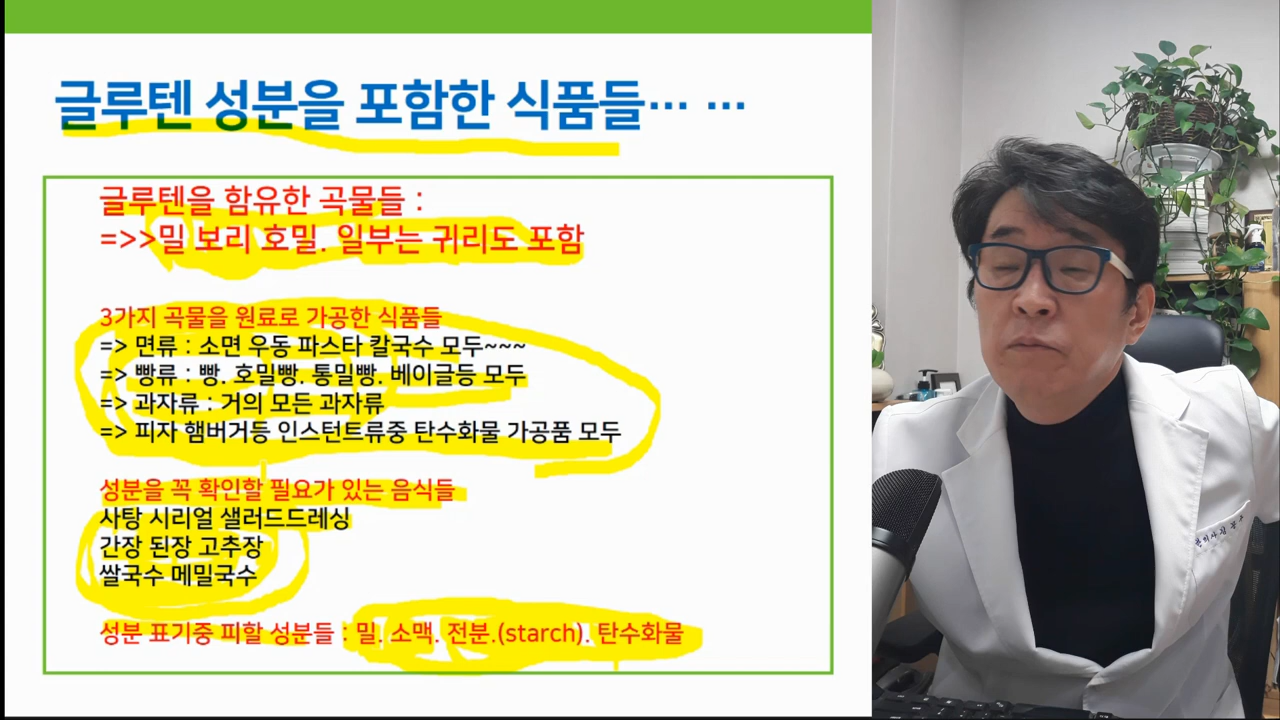 글루텐 성분을 포함한 식품들… …
글루텐을 함유한 곡물들 :
=>>밀 보리 호밀. 일부는 귀리도 포함
3가지 곡물을 원료로 가공한 식품들
=> 면류 : 소면 우동 파스타 칼국수 모두~~~
=> 빵류 : 빵. 호밀빵. 통밀빵. 베이글등 모두
=> 과자류 : 거의 모든 과자류
=> 피자 햄버거등 인스턴트류중 탄수화물 가공품 모두
성분을 꼭 확인할 필요가 있는 음식들
사탕 시리얼 샐러드드레싱
간장 된장 고추장
쌀국수 메밀국수
성분 표기중 피할 성분들 : 밀. 소맥. 전분.(starch). 탄수화물